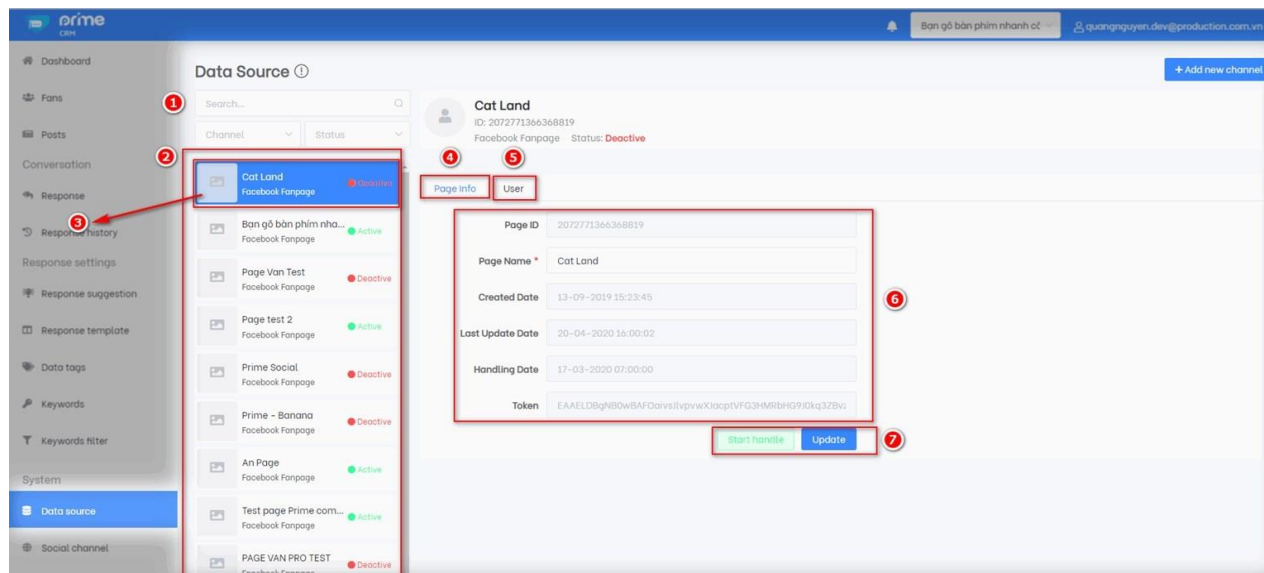 prime
CRM
Bạn gõ bàn phím nhanh cỡ
quangnguyen.dev@production.com.vn
Dashboard
Fans
Posts
Conversation
Response
Response history
Response settings
Response suggestion
Response template
Data tags
Keywords
Keywords filter
System
Data source
Social channel
Data Source
+ Add new channel
1
Search...
Channel
Status
2
3
Cat Land
Facebook Fanpage
Deactive
Bạn gõ bàn phím nha...
Facebook Fanpage
Active
Page Van Test
Facebook Fanpage
Deactive
Page test 2
Facebook Fanpage
Active
Prime Social
Facebook Fanpage
Deactive
Prime - Banana
Facebook Fanpage
Deactive
An Page
Facebook Fanpage
Active
Test page Prime com...
Facebook Fanpage
Active
PAGE VAN PRO TEST
Facebook Fanpage
Deactive
Cat Land
ID: 2072771366368819
Facebook Fanpage Status: Deactive
4
5
Page Info
User
Page ID 2072771366368819
Page Name * Cat Land
Created Date 13-09-2019 15:23:45
6
Last Update Date 20-04-2020 16:00:02
Handling Date 17-03-2020 07:00:00
Token
Start handle
Update
7